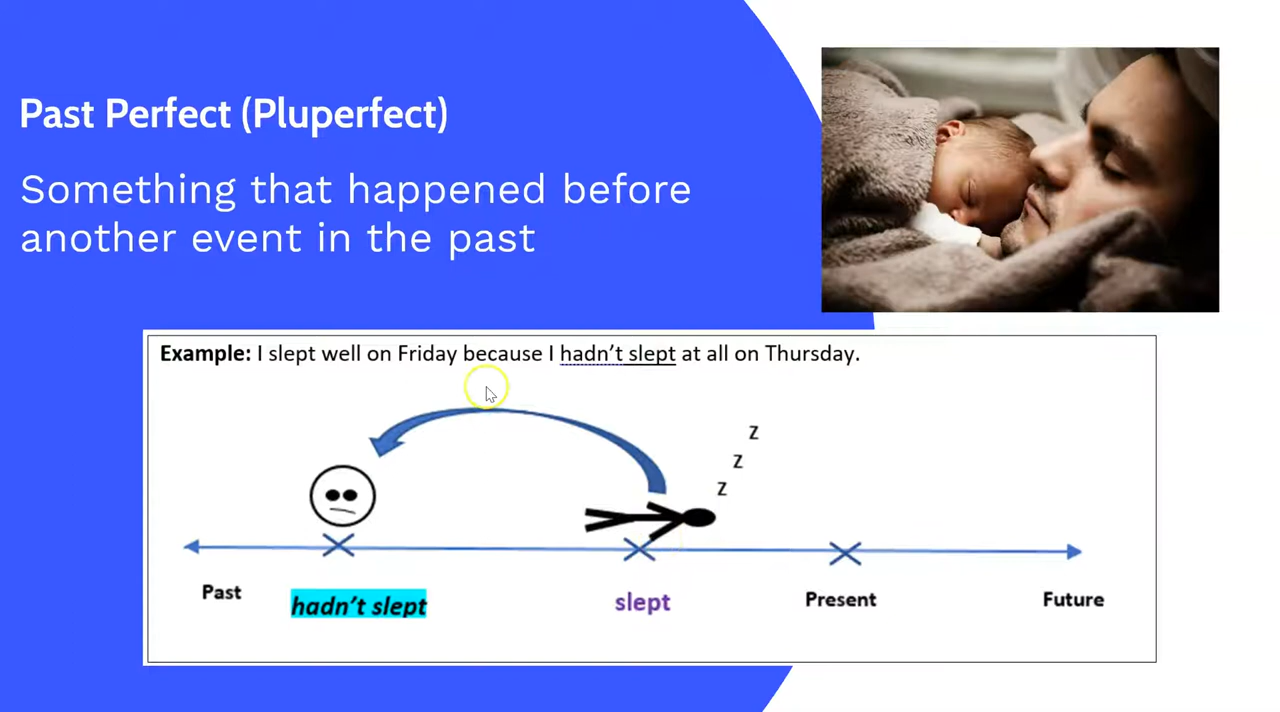 Past Perfect (Pluperfect)
Something that happened before
another event in the past
Example: I slept well on Friday because I hadn't slept at all on Thursday.
z
z
z
Past
hadn't slept
slept
Present
Future